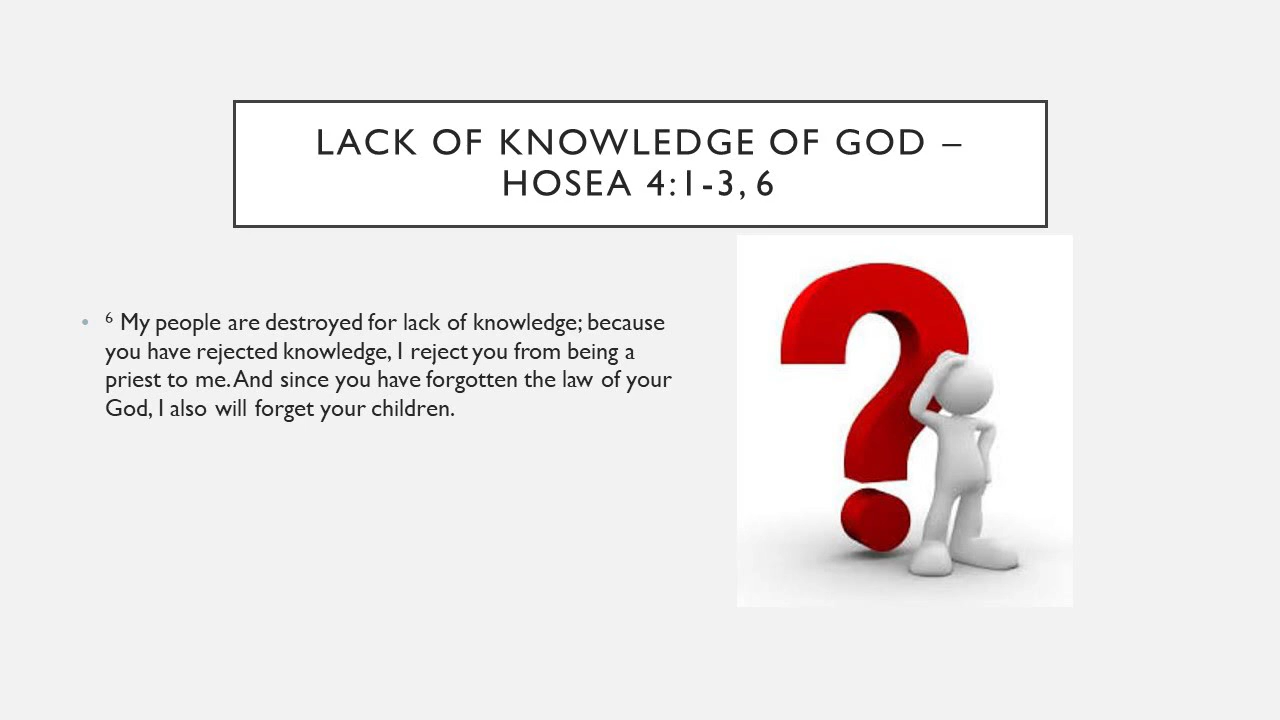 LACK OF KNOWLEDGE OF GOD –
HOSEA 4:1-3, 6
• ⁶ My people are destroyed for lack of knowledge; because
you have rejected knowledge, I reject you from being a
priest to me. And since you have forgotten the law of your
God, I also will forget your children.